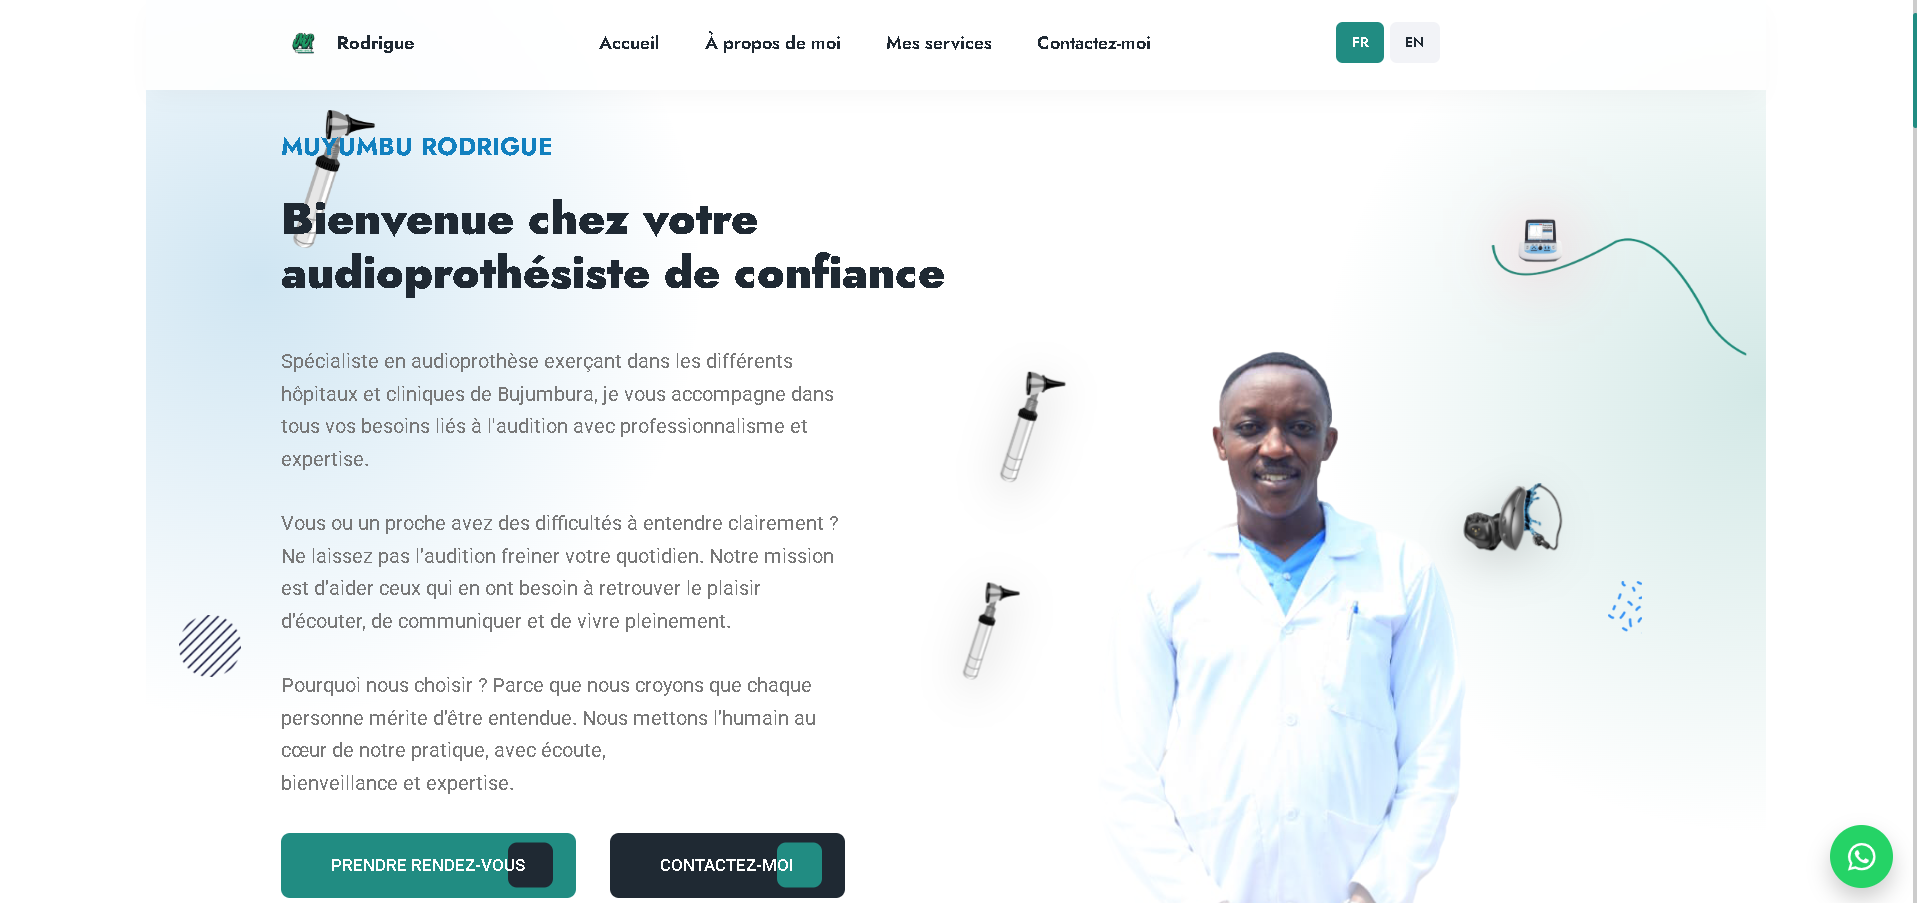 Rodrigue
Accueil
À propos de moi
Mes services
Contactez-moi
FR
EN
MUYUMBU RODRIGUE
Bienvenue chez votre
audioprothésiste de confiance
Spécialiste en audioprothèse exerçant dans les différents
hôpitaux et cliniques de Bujumbura, je vous accompagne dans
tous vos besoins liés à l'audition avec professionnalisme et
expertise.
Vous ou un proche avez des difficultés à entendre clairement ?
Ne laissez pas l'audition freiner votre quotidien. Notre mission
est d'aider ceux qui en ont besoin à retrouver le plaisir
d'écouter, de communiquer et de vivre pleinement.
Pourquoi nous choisir ? Parce que nous croyons que chaque
personne mérite d'être entendue. Nous mettons l'humain au
cœur de notre pratique, avec écoute,
bienveillance et expertise.
PRENDRE RENDEZ-VOUS
CONTACTEZ-MOI